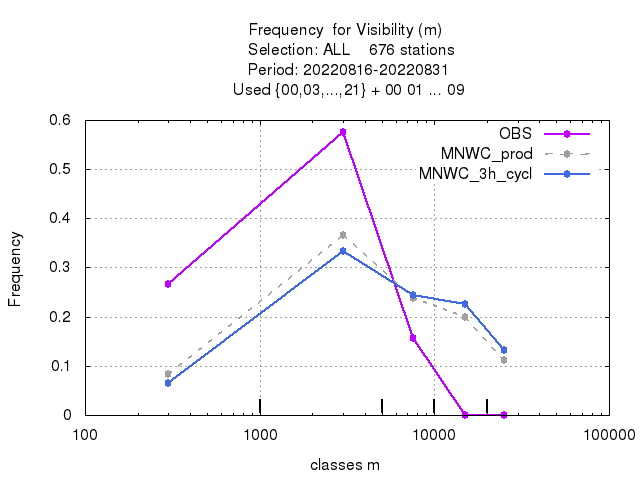 Frequency  for Visibility (m)
Selection: ALL    676 stations
Period: 20220816-20220831
Used {00,03,...,21} + 00 01 ... 09
OBS
MNWC_prod
MNWC_3h_cycl
0.6
0.5
0.4
0.3
0.2
0.1
0
Frequency
100
1000
10000
100000
classes m